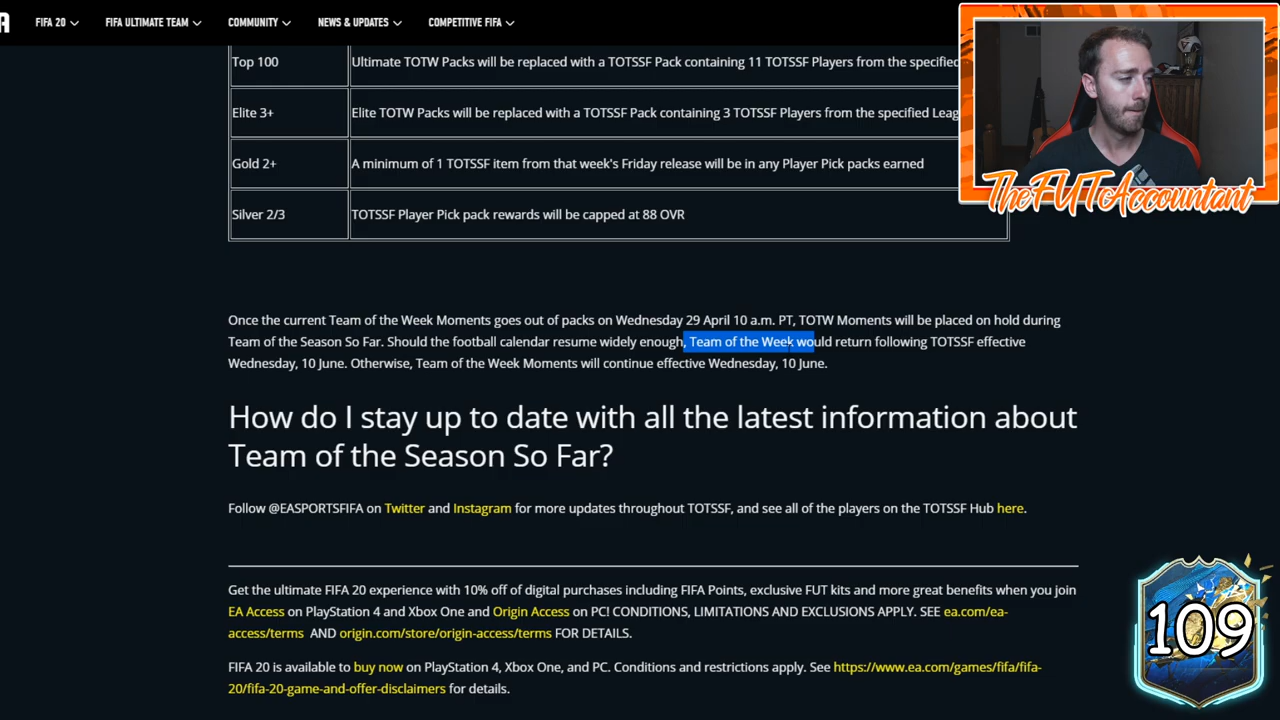 A FIFA 20 FIFA ULTIMATE TEAM COMMUNITY NEWS & UPDATES COMPETITIVE FIFA
Top 100 Ultimate TOTW Packs will be replaced with a TOTSSF Pack containing 11 TOTSSF Players from the specified
Elite 3+ Elite TOTW Packs will be replaced with a TOTSSF Pack containing 3 TOTSSF Players from the specified Leag
Gold 2+ A minimum of 1 TOTSSF item from that week's Friday release will be in any Player Pick packs earned
TheFUTAccountant
Silver 2/3 TOTSSF Player Pick pack rewards will be capped at 88 OVR
Once the current Team of the Week Moments goes out of packs on Wednesday 29 April 10 a.m. PT, TOTW Moments will be placed on hold during
Team of the Season So Far. Should the football calendar resume widely enough, Team of the Week would return following TOTSSF effective
Wednesday, 10 June. Otherwise, Team of the Week Moments will continue effective Wednesday, 10 June.
How do I stay up to date with all the latest information about
Team of the Season So Far?
Follow @EASPORTSFIFA on Twitter and Instagram for more updates throughout TOTSSF, and see all of the players on the TOTSSF Hub here.
Get the ultimate FIFA 20 experience with 10% off of digital purchases including FIFA Points, exclusive FUT kits and more great benefits when you join
EA Access on PlayStation 4 and Xbox One and Origin Access on PC! CONDITIONS, LIMITATIONS AND EXCLUSIONS APPLY. SEE ea.com/ea-
access/terms AND origin.com/store/origin-access/terms FOR DETAILS.
109
FIFA 20 is available to buy now on PlayStation 4, Xbox One, and PC. Conditions and restrictions apply. See https://www.ea.com/games/fifa/fifa-
20/fifa-20-game-and-offer-disclaimers for details.